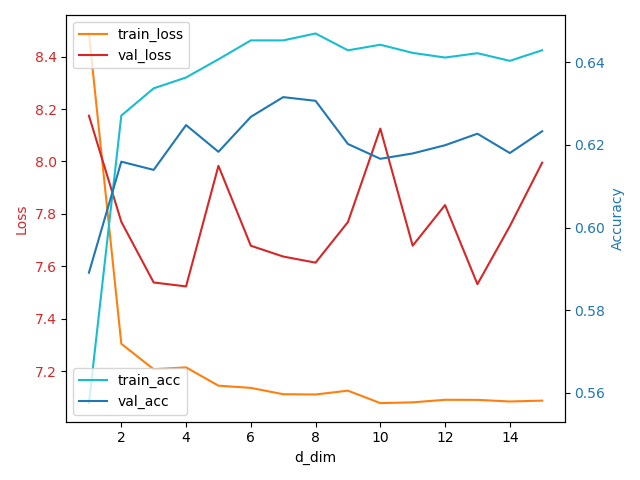 train_loss
val_loss
train_acc
val_acc
8.4
8.2
8.0
7.8
7.6
7.4
7.2
Loss
0.64
0.62
0.60
0.58
0.56
Accuracy
2 4 6 8 10 12 14
d_dim